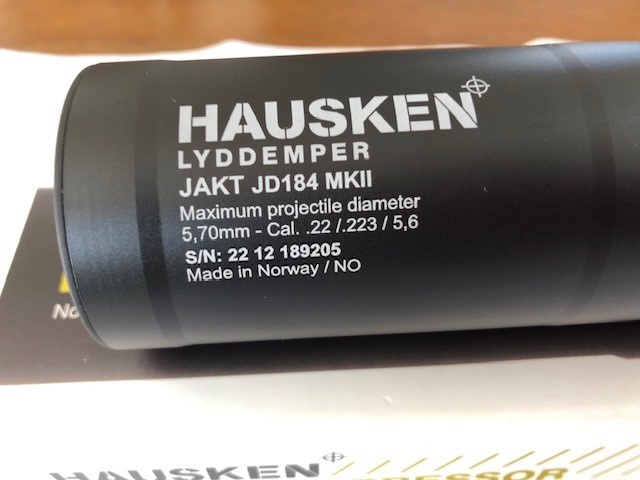 HAUSKEN
LYDDEMPER
JAKT JD184 MKII
Maximum projectile diameter
5,70mm - Cal. .22 /.223 / 5,6
S/N: 22 12 189205
Made in Norway / NO
No
HAUSKEN